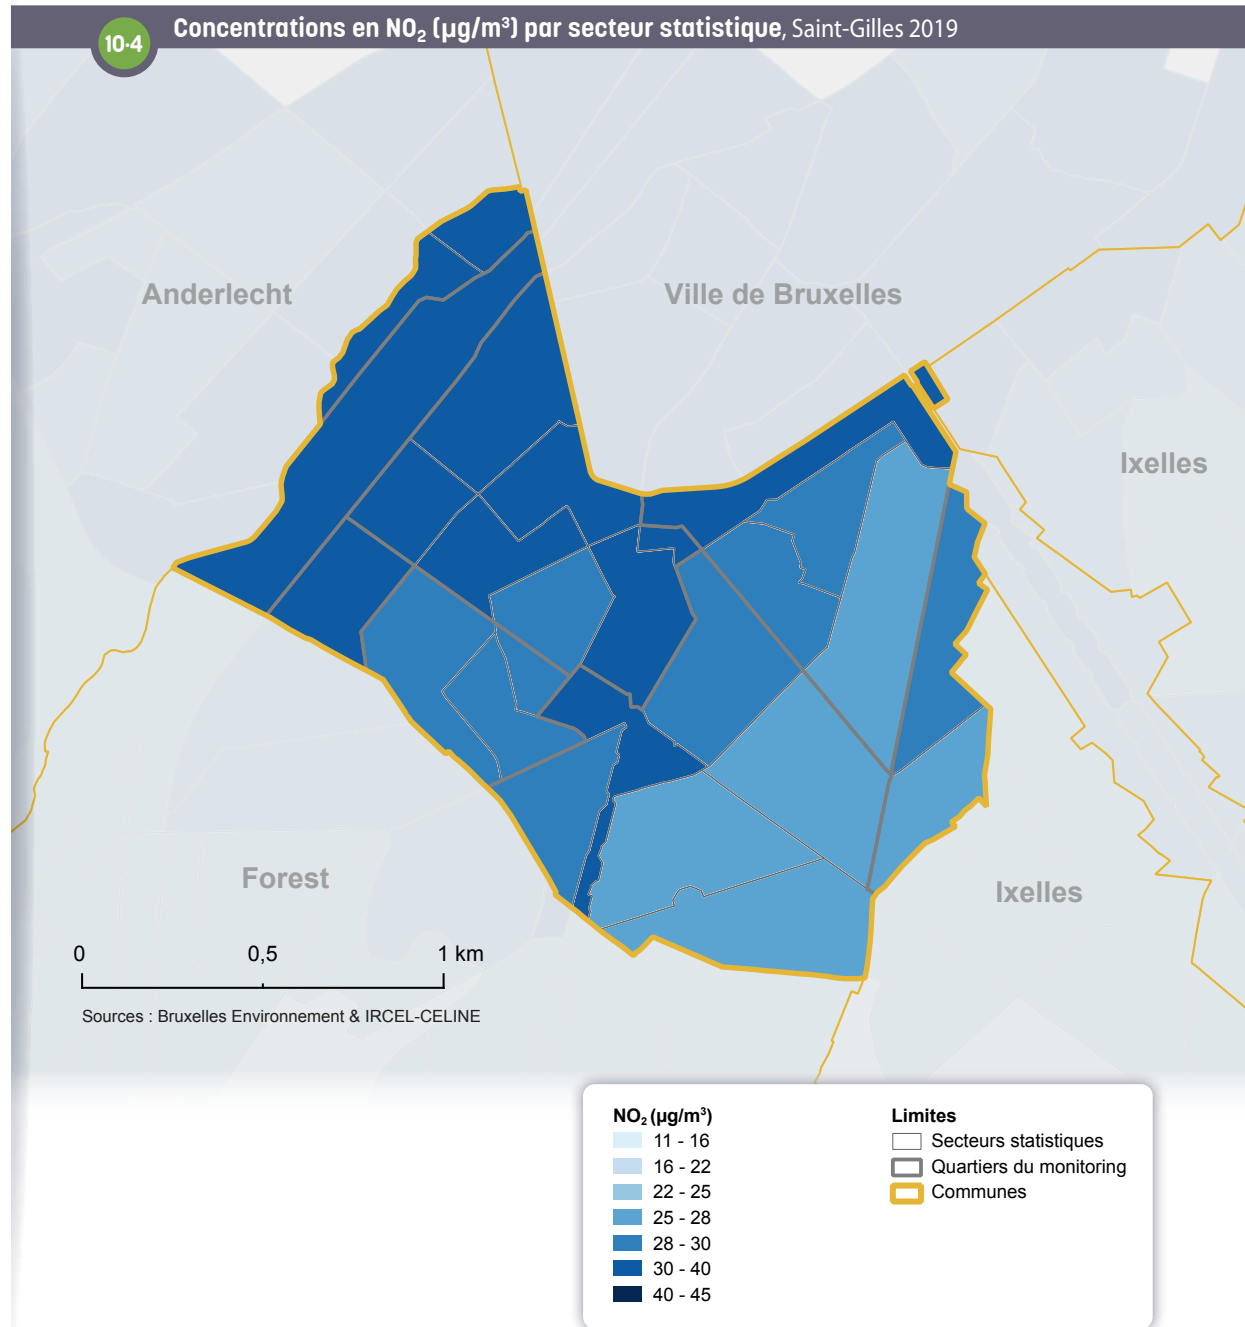 10·4
Concentrations en NO₂ (µg/m³) par secteur statistique, Saint-Gilles 2019
Anderlecht
Ville de Bruxelles
Ixelles
Forest
Ixelles
0 0,5 1 km
Sources : Bruxelles Environnement & IRCEL-CELINE
NO₂ (µg/m³)
11 - 16
16 - 22
22 - 25
25 - 28
28 - 30
30 - 40
40 - 45
Limites
Secteurs statistiques
Quartiers du monitoring
Communes